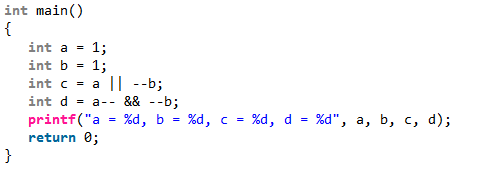 int main()
{
int a = 1;
int b = 1;
int c = a || --b;
int d = a-- && --b;
printf("a = %d, b = %d, c = %d, d = %d", a, b, c, d);
return 0;
}